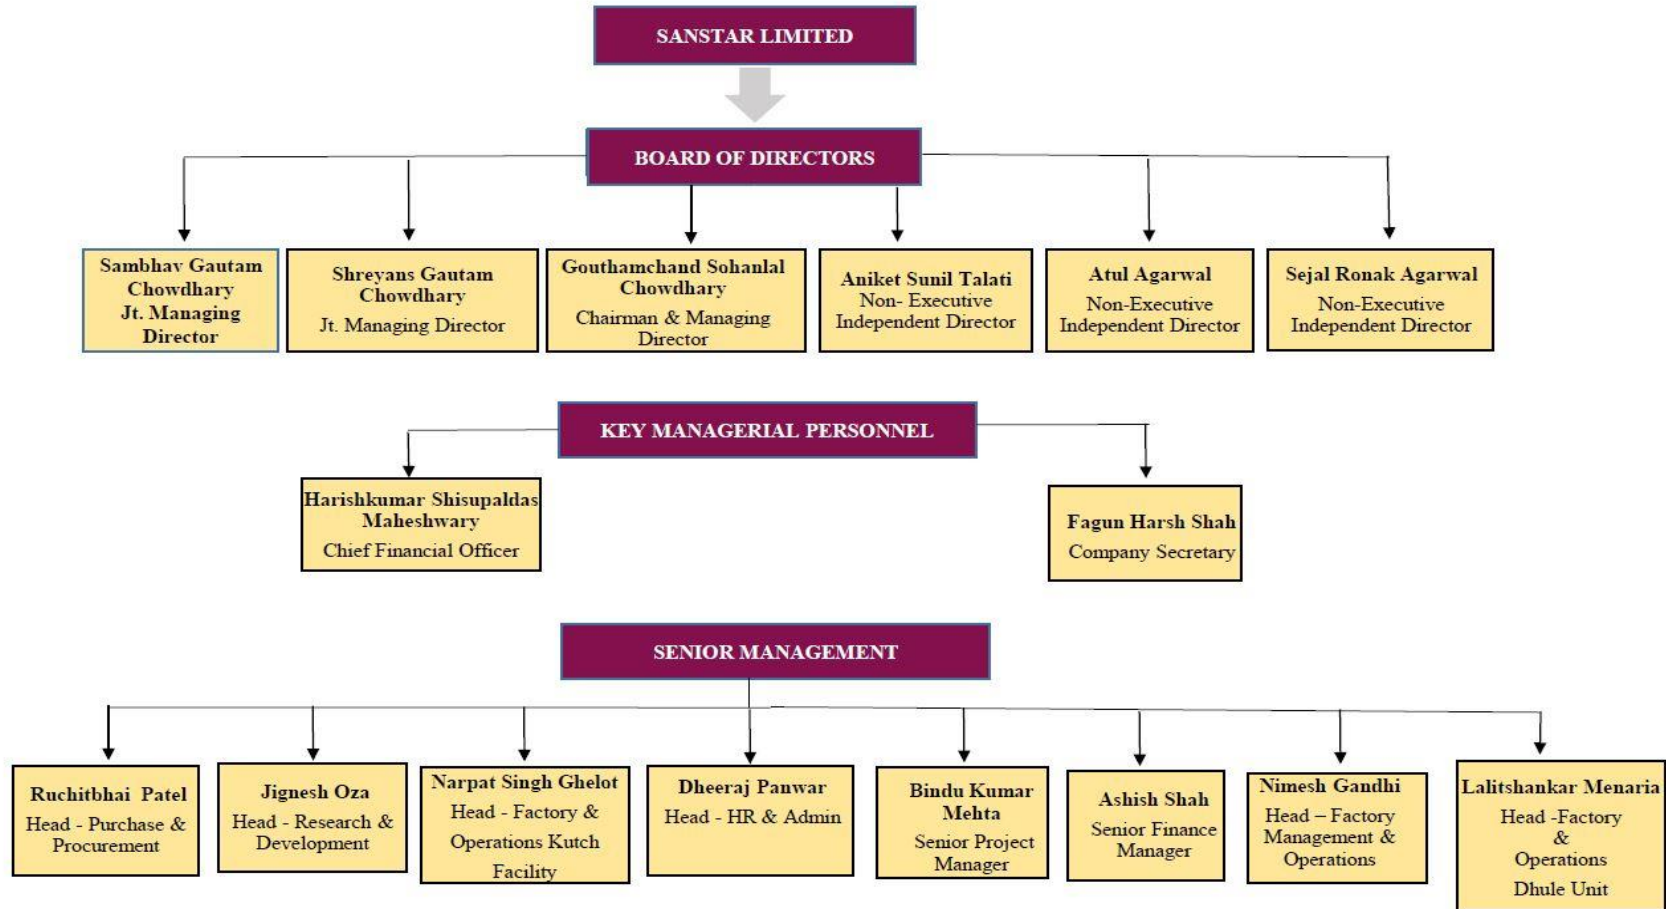 SANSTAR LIMITED
BOARD OF DIRECTORS
Sambhav Gautam
Chowdhary
Jt. Managing
Director
Shreyans Gautam
Chowdhary
Jt. Managing Director
Gouthamchand Sohanlal
Chowdhary
Chairman & Managing
Director
Aniket Sunil Talati
Non- Executive
Independent Director
Atul Agarwal
Non-Executive
Independent Director
Sejal Ronak Agarwal
Non-Executive
Independent Director
KEY MANAGERIAL PERSONNEL
Harishkumar Shisupaldas
Maheshwary
Chief Financial Officer
Fagun Harsh Shah
Company Secretary
SENIOR MANAGEMENT
Ruchitbhai Patel
Head - Purchase &
Procurement
Jignesh Oza
Head - Research &
Development
Narpat Singh Ghelot
Head - Factory &
Operations Kutch
Facility
Dheeraj Panwar
Head - HR & Admin
Bindu Kumar
Mehta
Senior Project
Manager
Ashish Shah
Senior Finance
Manager
Nimesh Gandhi
Head – Factory
Management &
Operations
Lalitshankar Menaria
Head -Factory
&
Operations
Dhule Unit